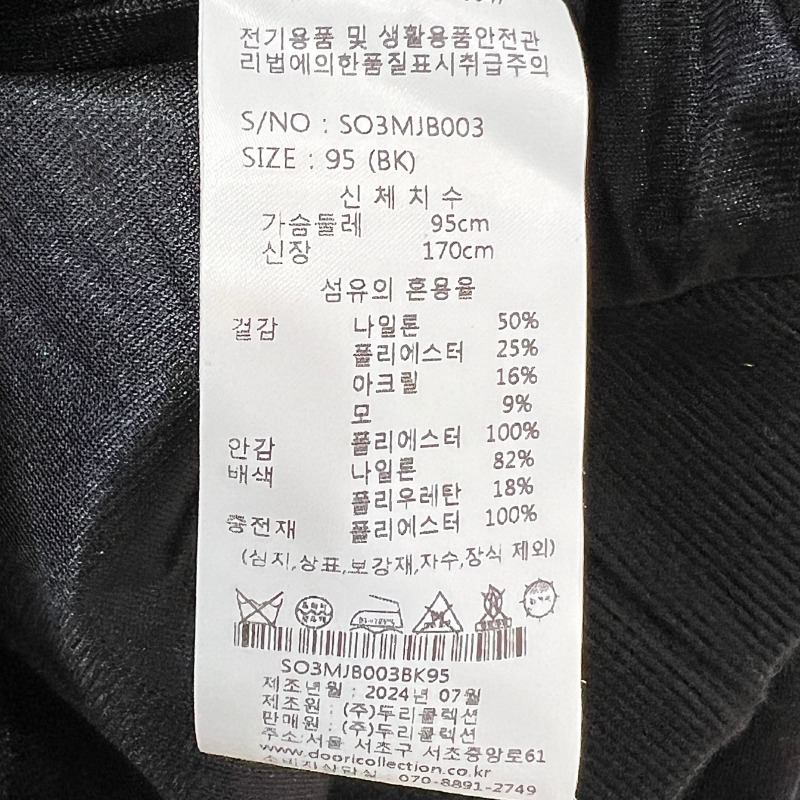 전기용품 및 생활용품안전관
리법에의한품질표시취급주의
S/NO : SO3MJB003
SIZE : 95 (BK)
신 체 치 수
가슴둘레 95cm
신장 170cm
섬유의 혼용율
겉감 나일론 50%
폴리에스터 25%
아크릴 16%
모 9%
안감 폴리에스터 100%
배색 나일론 82%
폴리우레탄 18%
충전재 폴리에스터 100%
(심지,상표,보강재,자수,장식 제외)
SO3MJB003BK95
제조년월 : 2024년 07월
제조원 : (주)두리콜렉션
판매원 : (주)두리콜렉션
주소:서울 서초구 서초중앙로61
www.dooricollection.co.kr
소비자상담실 : 070-8891-2749